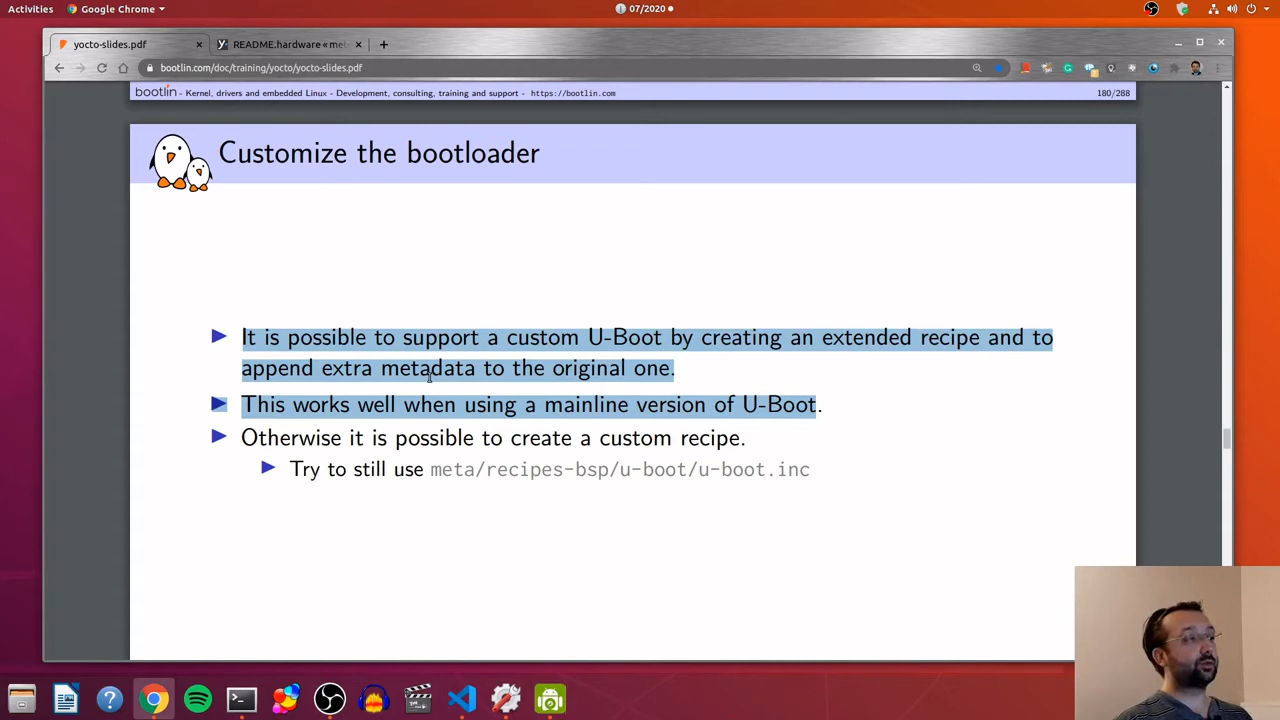 Activities
Google Chrome
07/2020
yocto-slides.pdf
README.hardware « met
bootlin.com/doc/training/yocto/yocto-slides.pdf
bootlin - Kernel, drivers and embedded Linux - Development, consulting, training and support - https://bootlin.com 180/288
Customize the bootloader
It is possible to support a custom U-Boot by creating an extended recipe and to
append extra metadata to the original one.
This works well when using a mainline version of U-Boot.
Otherwise it is possible to create a custom recipe.
Try to still use meta/recipes-bsp/u-boot/u-boot.inc